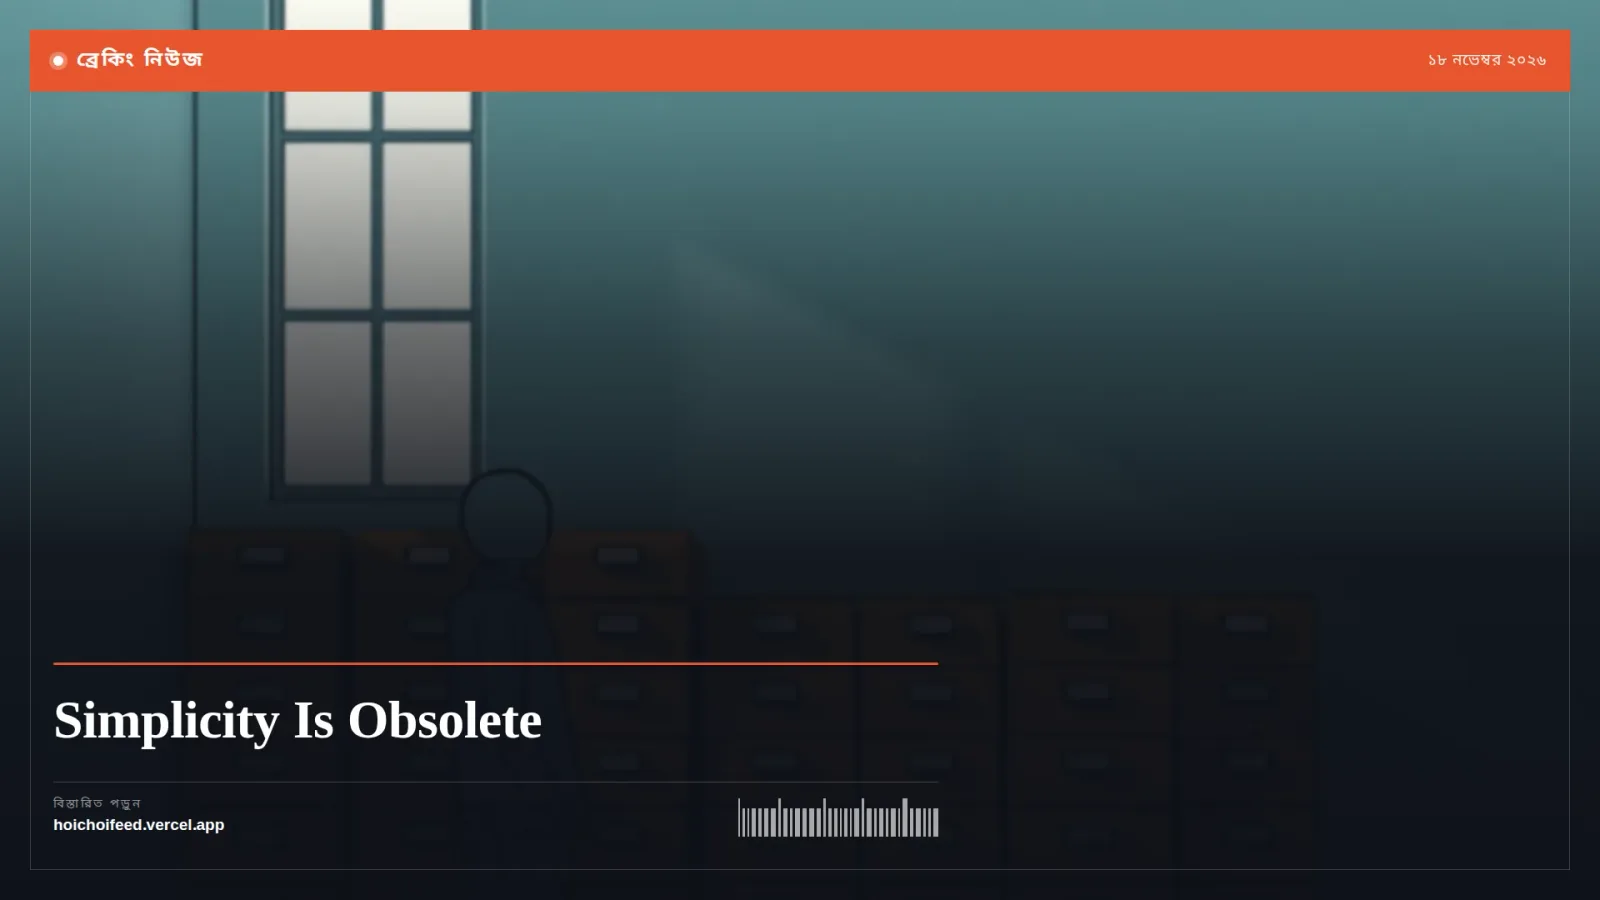 ব্রেকিং নিউজ
১৮ নভেম্বর ২০২৬
Simplicity Is Obsolete
বিস্তারিত পড়ুন
hoichoifeed.vercel.app